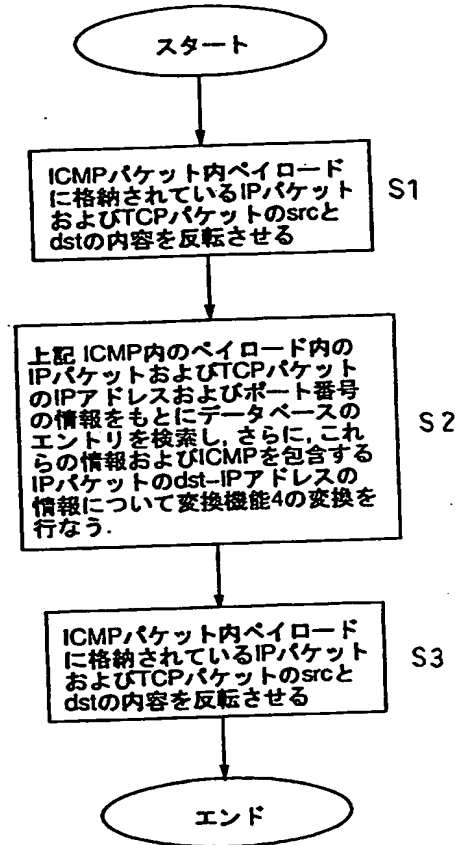 スタート
ICMPパケット内ペイロード
に格納されているIPパケット
およびTCPパケットのsrcと
dstの内容を反転させる
S1
上記 ICMP内のペイロード内の
IPパケットおよびTCPパケット
のIPアドレスおよびポート番号
の情報をもとにデータベースの
エントリを検索し, さらに, これ
らの情報およびICMPを包含する
IPパケットのdst-IPアドレスの
情報について変換機能4の変換を
行なう.
S2
ICMPパケット内ペイロード
に格納されているIPパケット
およびTCPパケットのsrcと
dstの内容を反転させる
S3
エンド